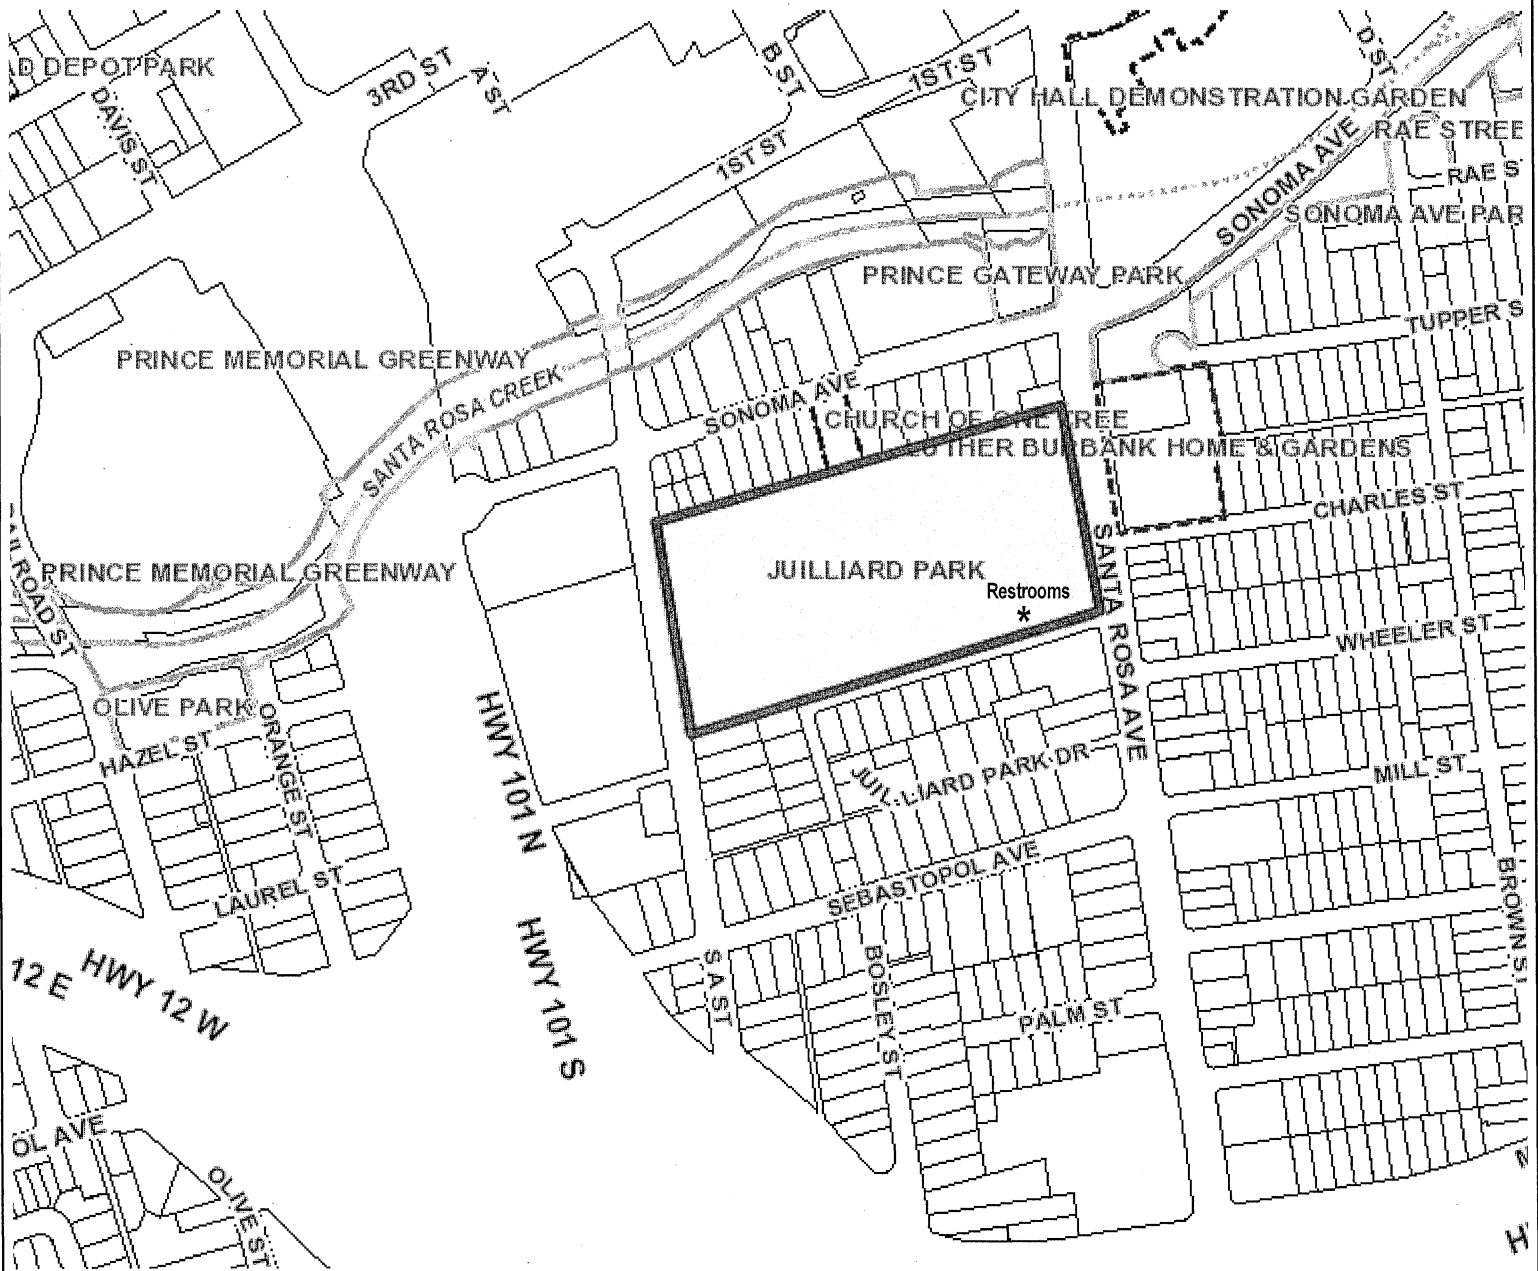 AD DEPOT PARK
3RD ST
A ST
B ST
1ST ST
D ST
DAVIS ST
CITY HALL DEMONSTRATION GARDEN
SONOMA AVE
RAE STREE
1ST ST
RAE S
SONOMA AVE PAR
PRINCE GATEWAY PARK
TUPPER S
PRINCE MEMORIAL GREENWAY
SANTA ROSA CREEK
SONOMA AVE
CHURCH OF ONE TREE
LUTHER BURBANK HOME & GARDENS
CHARLES ST
RAILROAD ST
PRINCE MEMORIAL GREENWAY
JUILLIARD PARK
Restrooms
*
SANTA ROSA AVE
WHEELER ST
OLIVE PARK
HAZEL ST
ORANGE ST
HWY 101 N
JUILLIARD PARK DR
MILL ST
LAUREL ST
SEBASTOPOL AVE
BROWN ST
12 E
HWY 12 W
HWY 101 S
S A ST
BOSLEY ST
PALM ST
OL AVE
OLIVE ST